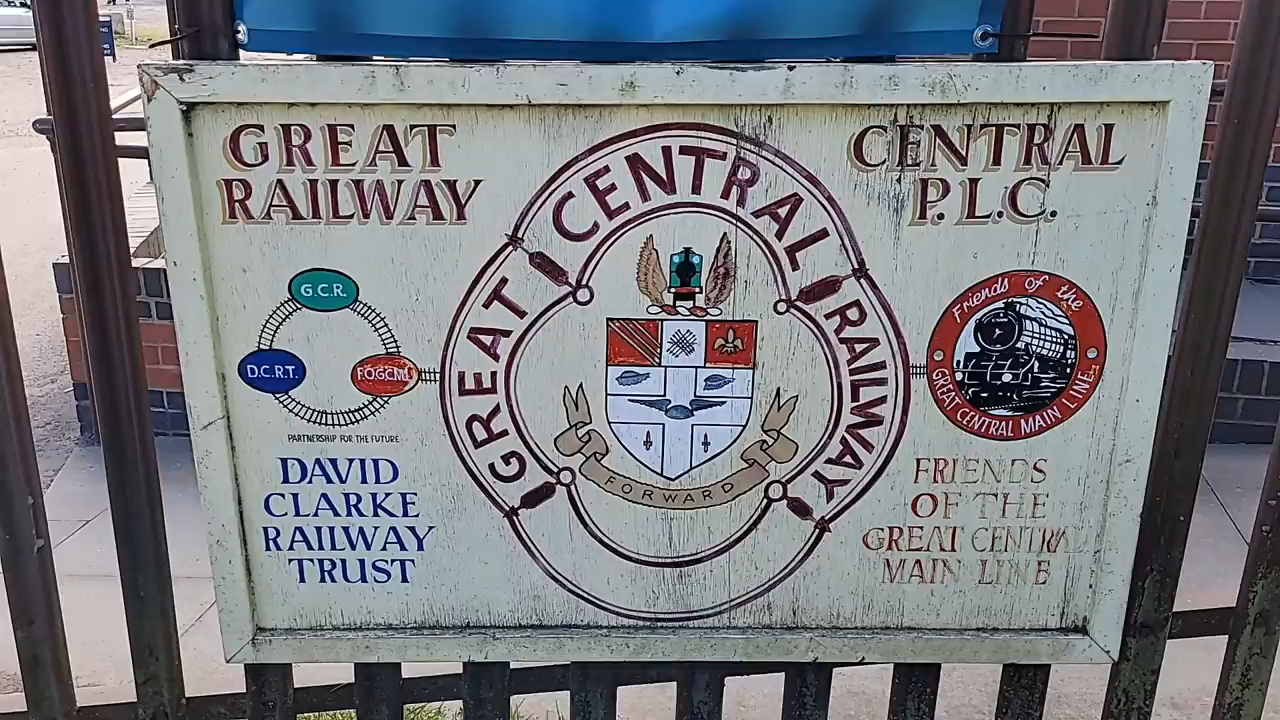 GREAT
RAILWAY
CENTRAL
P.L.C.
GREAT CENTRAL RAILWAY
FORWARD
G.C.R.
D.C.R.T.
FOGCML
PARTNERSHIP FOR THE FUTURE
DAVID
CLARKE
RAILWAY
TRUST
Friends of the
GREAT CENTRAL MAIN LINE
FRIENDS
OF THE
GREAT CENTRAL
MAIN LINE